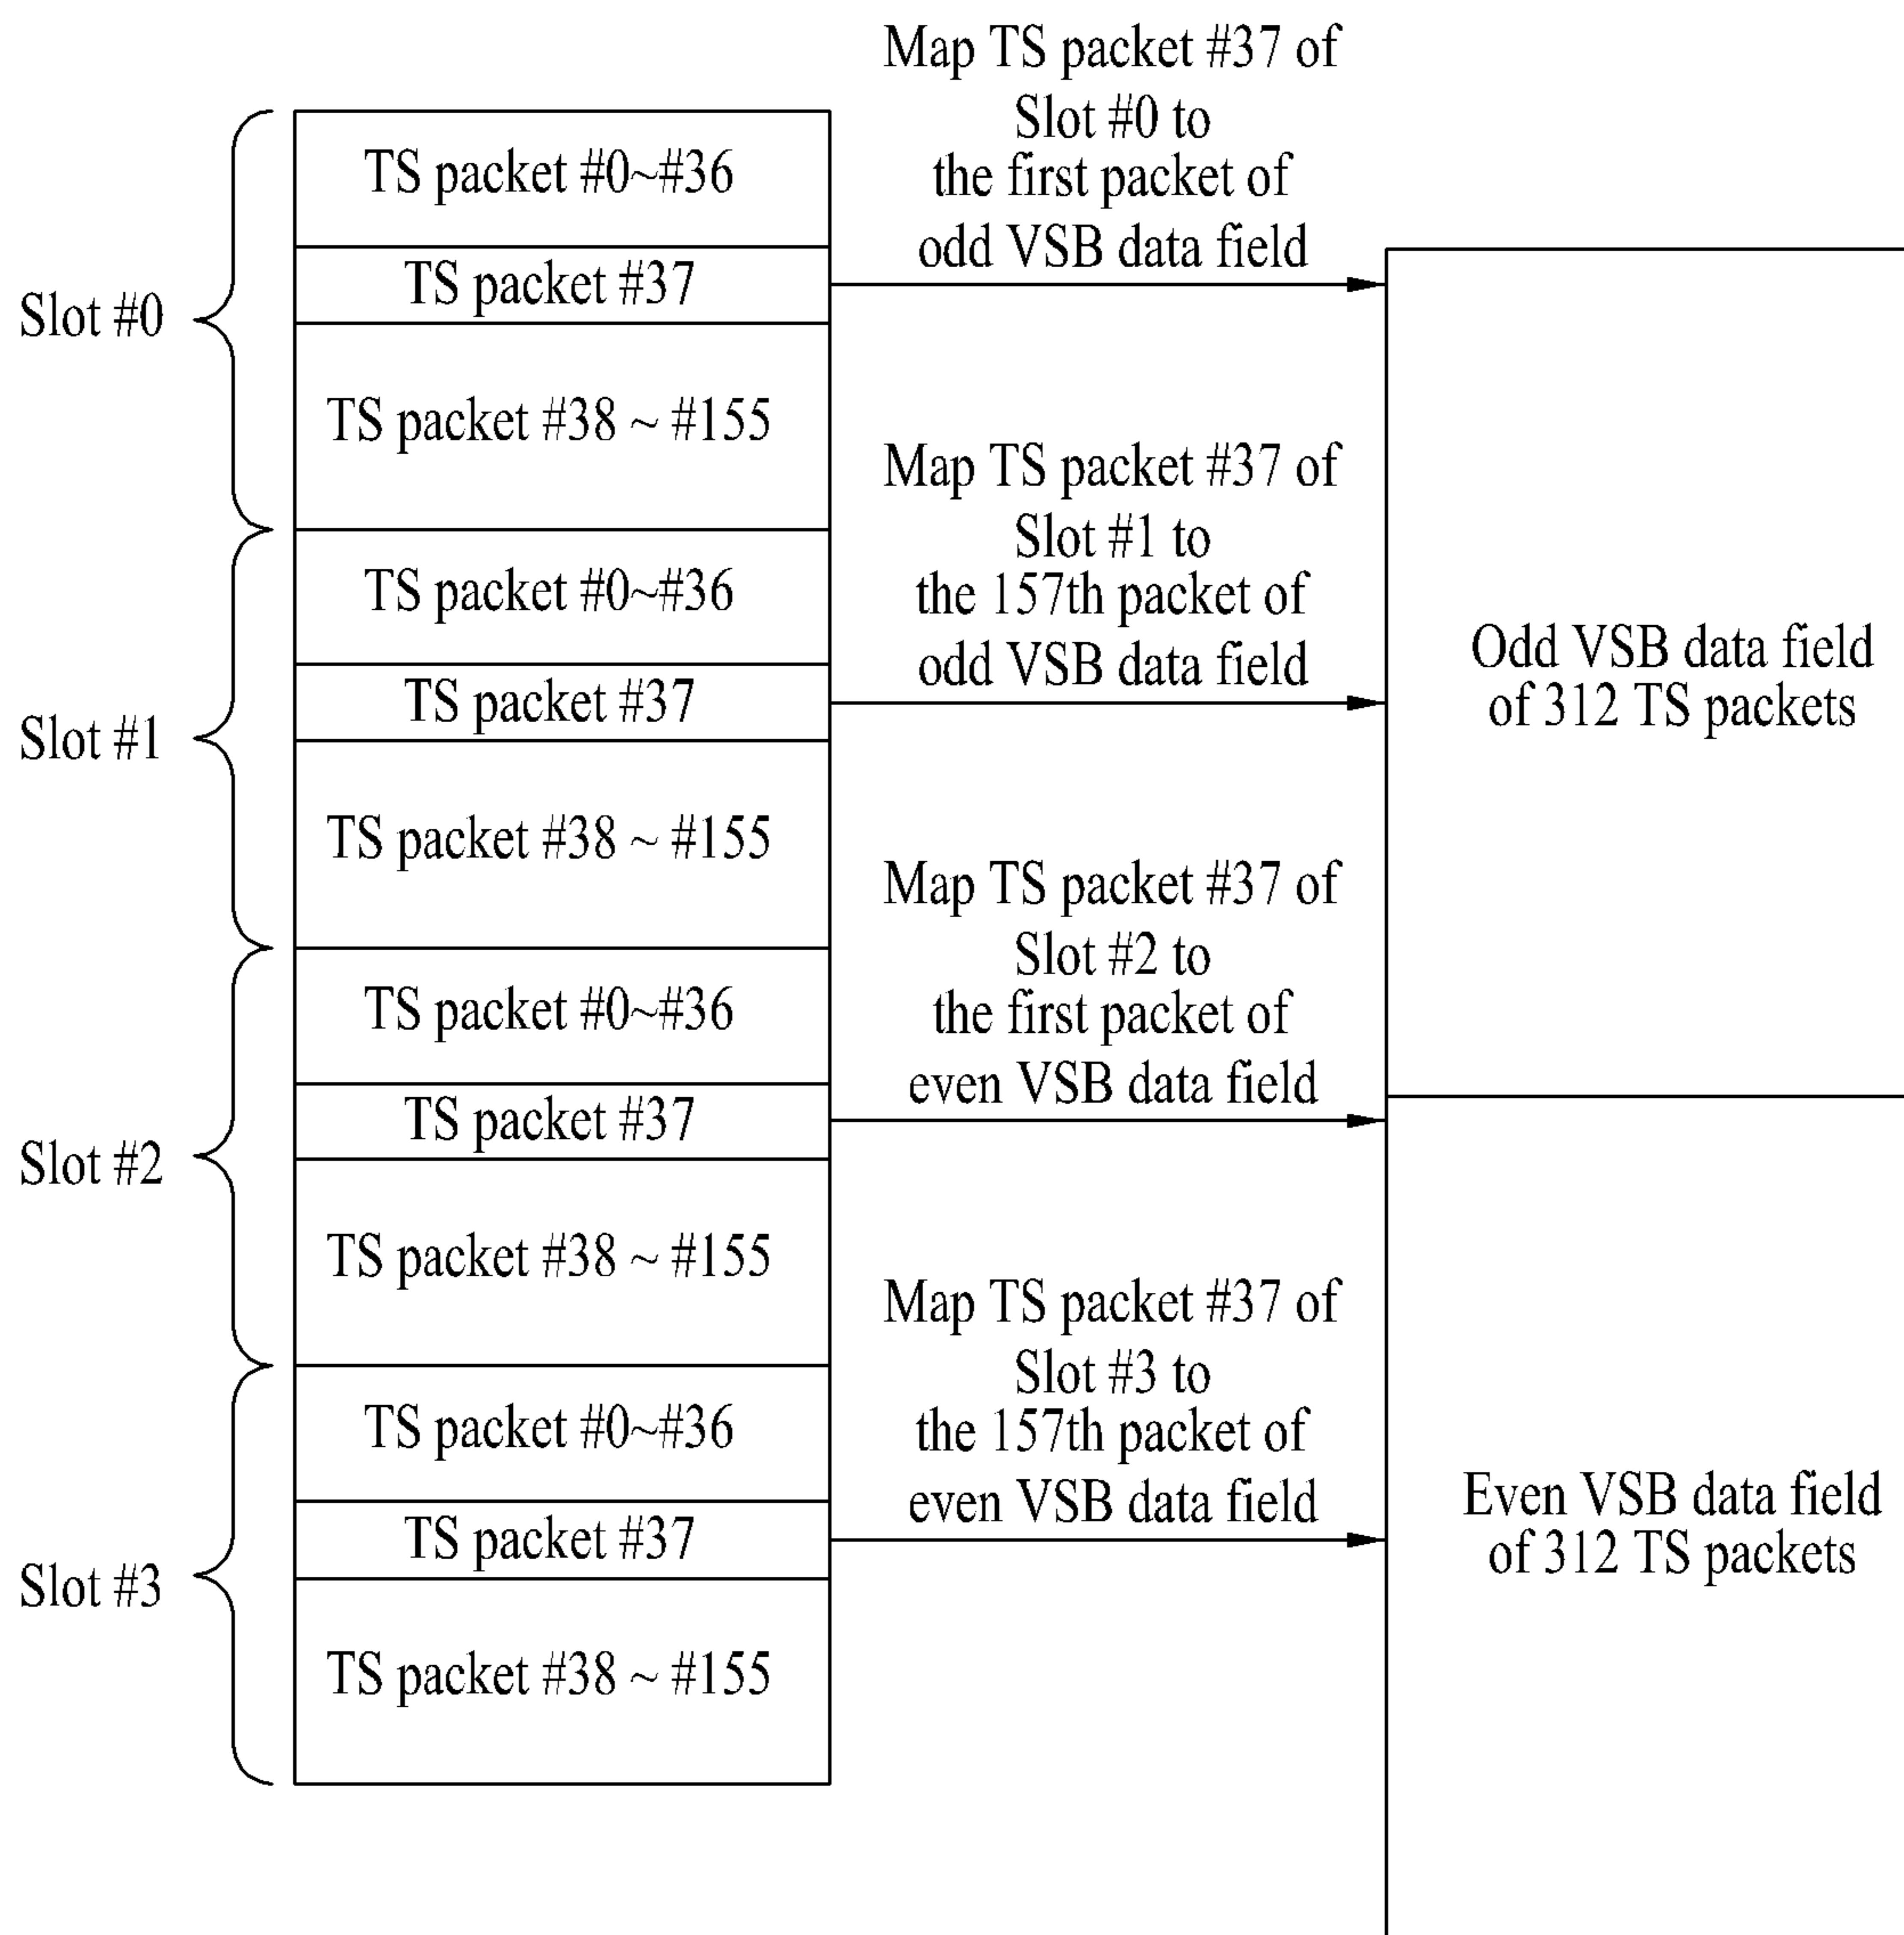 Slot #0
TS packet #0~#36
TS packet #37
TS packet #38 ~ #155
Map TS packet #37 of
Slot #0 to
the first packet of
odd VSB data field
Slot #1
TS packet #0~#36
TS packet #37
TS packet #38 ~ #155
Map TS packet #37 of
Slot #1 to
the 157th packet of
odd VSB data field
Odd VSB data field
of 312 TS packets
Slot #2
TS packet #0~#36
TS packet #37
TS packet #38 ~ #155
Map TS packet #37 of
Slot #2 to
the first packet of
even VSB data field
Slot #3
TS packet #0~#36
TS packet #37
TS packet #38 ~ #155
Map TS packet #37 of
Slot #3 to
the 157th packet of
even VSB data field
Even VSB data field
of 312 TS packets